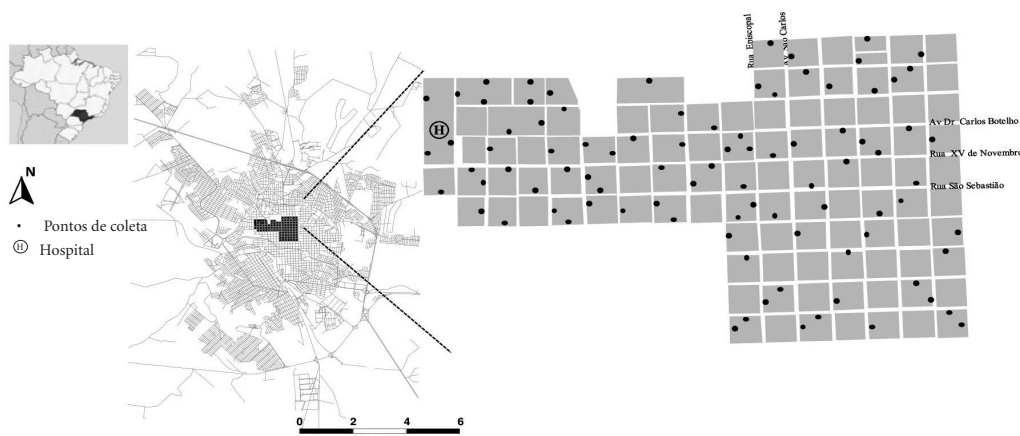 Rua Episcopal
Av São Carlos
Av Dr Carlos Botelho
Rua XV de Novembro
Rua São Sebastião
H
N
Pontos de coleta
H Hospital
0 2 4 6